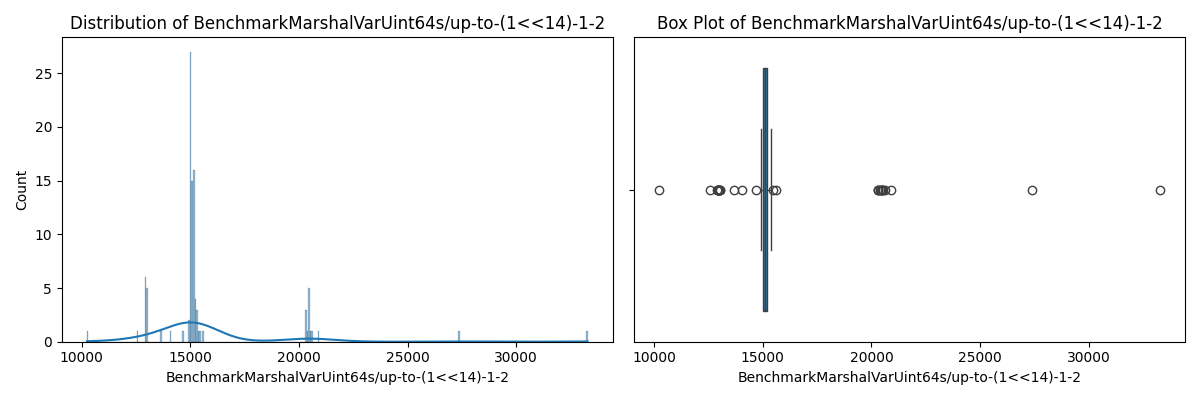 Distribution of BenchmarkMarshalVarUint64s/up-to-(1<<14)-1-2
Count
25
20
15
10
5
0
10000 15000 20000 25000 30000
BenchmarkMarshalVarUint64s/up-to-(1<<14)-1-2
Box Plot of BenchmarkMarshalVarUint64s/up-to-(1<<14)-1-2
10000 15000 20000 25000 30000
BenchmarkMarshalVarUint64s/up-to-(1<<14)-1-2